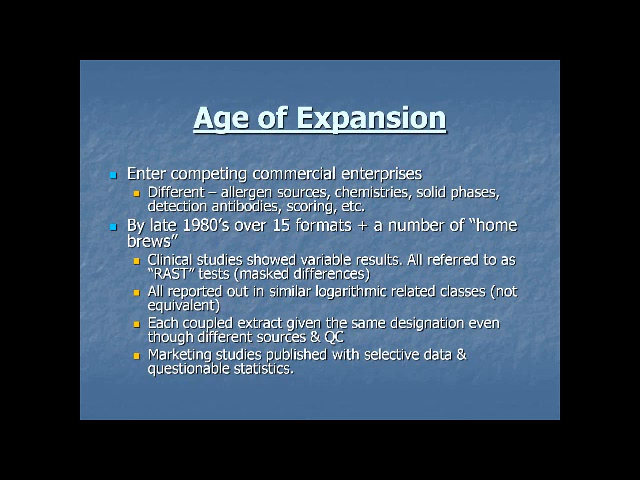 Age of Expansion
Enter competing commercial enterprises
Different – allergen sources, chemistries, solid phases,
detection antibodies, scoring, etc.
By late 1980's over 15 formats + a number of "home
brews"
Clinical studies showed variable results. All referred to as
"RAST" tests (masked differences)
All reported out in similar logarithmic related classes (not
equivalent)
Each coupled extract given the same designation even
though different sources & QC
Marketing studies published with selective data &
questionable statistics.